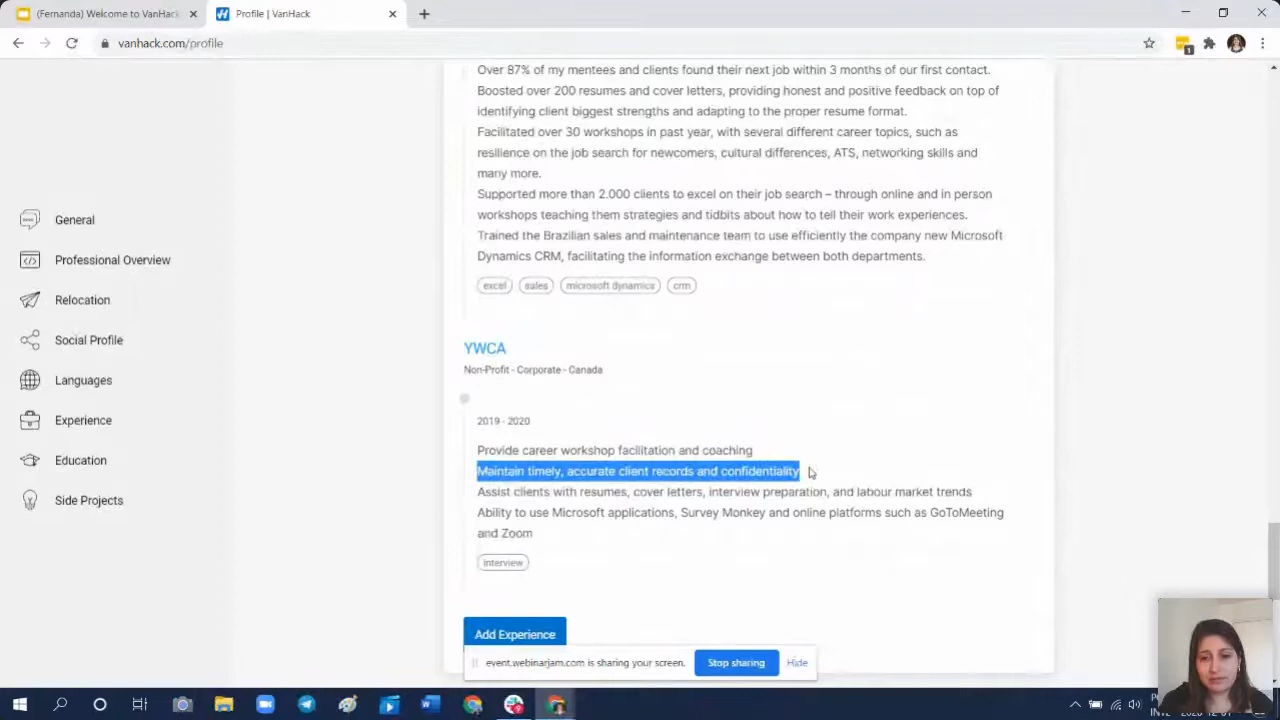 (Fernanda) Welcome to VanHack
Profile | VanHack
vanhack.com/profile
1
Over 87% of my mentees and clients found their next job within 3 months of our first contact.
Boosted over 200 resumes and cover letters, providing honest and positive feedback on top of
identifying client biggest strengths and adapting to the proper resume format.
Facilitated over 30 workshops in past year, with several different career topics, such as
resilience on the job search for newcomers, cultural differences, ATS, networking skills and
many more.
Supported more than 2.000 clients to excel on their job search – through online and in person
workshops teaching them strategies and tidbits about how to tell their work experiences.
Trained the Brazilian sales and maintenance team to use efficiently the company new Microsoft
Dynamics CRM, facilitating the information exchange between both departments.
excel sales microsoft dynamics crm
General
Professional Overview
Relocation
Social Profile
Languages
Experience
Education
Side Projects
YWCA
Non-Profit - Corporate - Canada
2019 - 2020
Provide career workshop facilitation and coaching
Maintain timely, accurate client records and confidentiality
Assist clients with resumes, cover letters, interview preparation, and labour market trends
Ability to use Microsoft applications, Survey Monkey and online platforms such as GoToMeeting
and Zoom
interview
Add Experience
event.webinarjam.com is sharing your screen. Stop sharing Hide